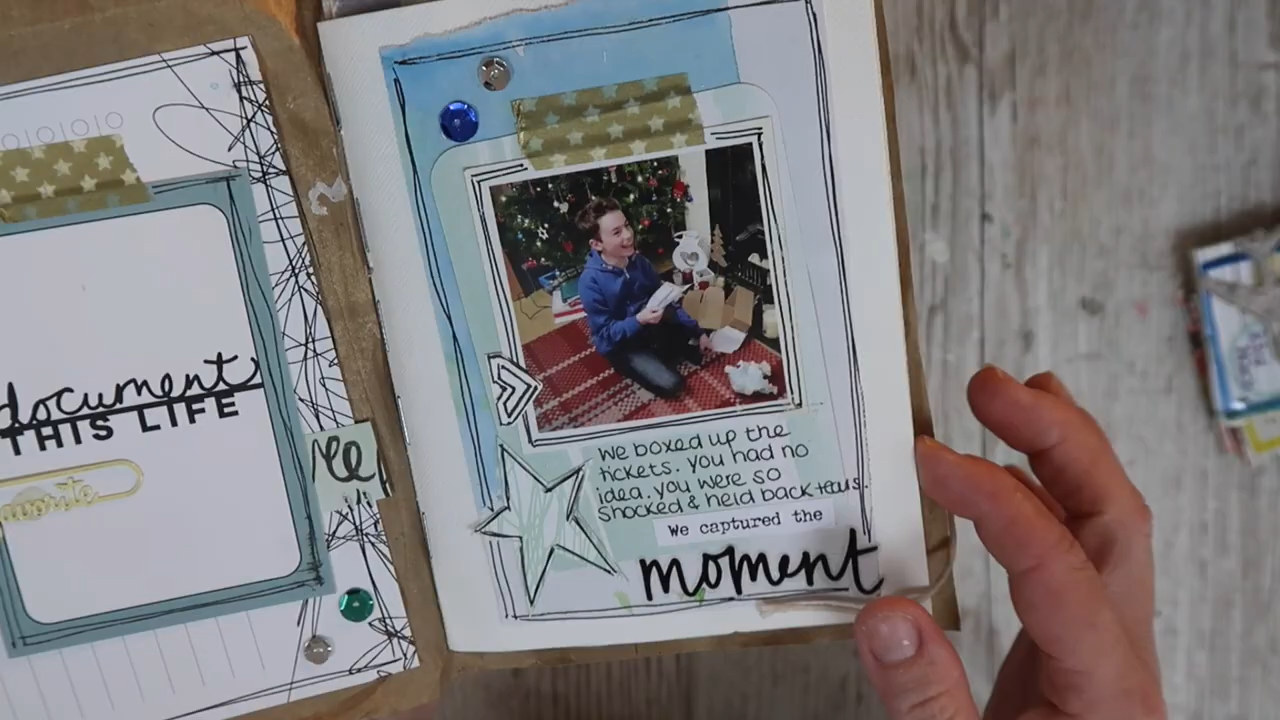 document
THIS LIFE
favorite
We boxed up the
tickets. You had no
idea. you were so
shocked & held back tears.
We captured the
moment